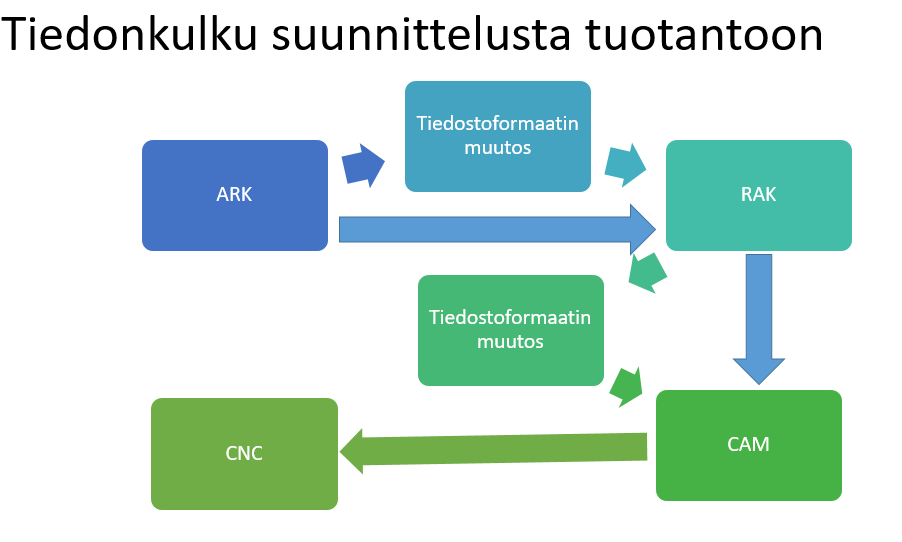 Tiedonkulku suunnittelusta tuotantoon
Tiedostoformaatin
muutos
ARK
RAK
Tiedostoformaatin
muutos
CNC
CAM